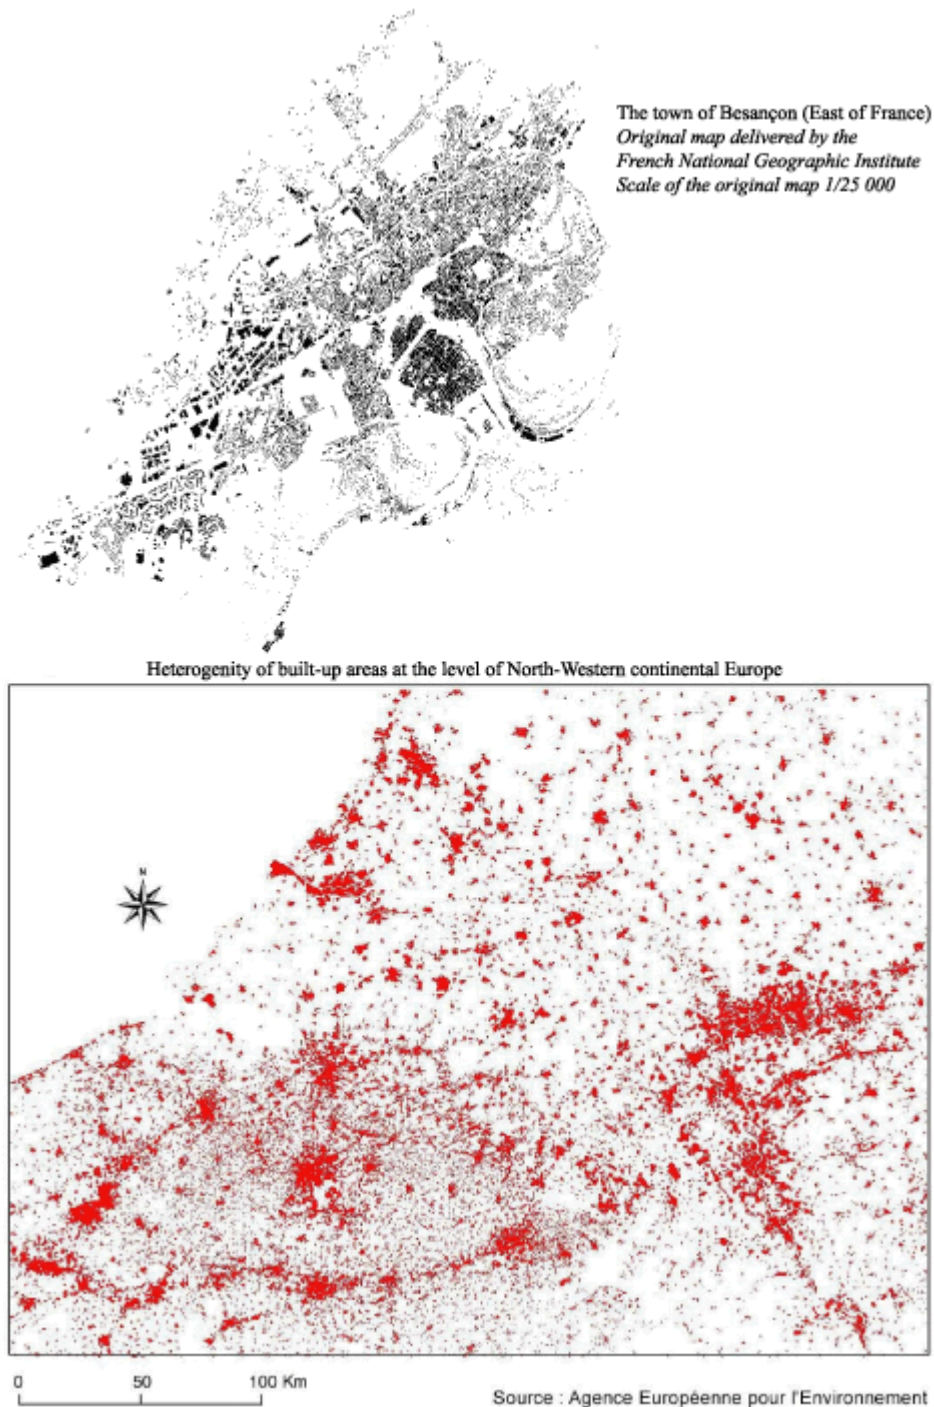 The town of Besançon (East of France)
Original map delivered by the
French National Geographic Institute
Scale of the original map 1/25 000
Heterogenity of built-up areas at the level of North-Western continental Europe
N
0 50 100 Km
Source : Agence Européenne pour l'Environnement